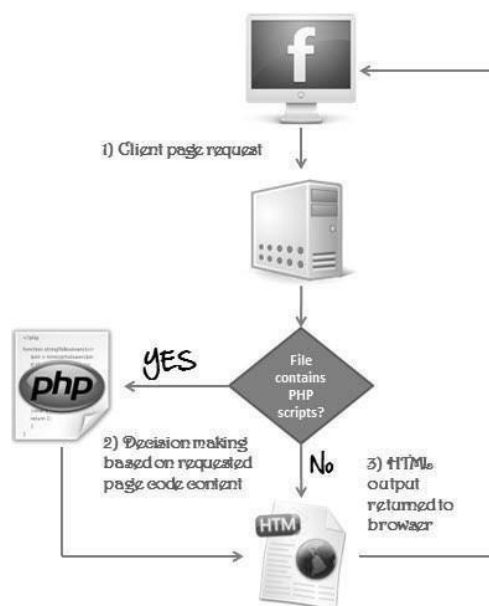 f
1) Client page request
File
contains
PHP
scripts?
YES
<?php
php
2) Decision making
based on requested
page code content
No
3) HTML
output
returned to
browser
HTM